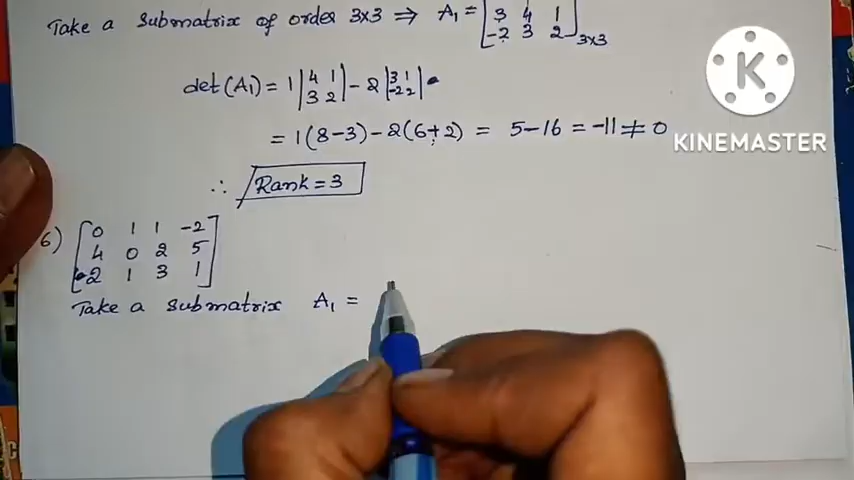 Take a submatrix of order 3x3 ⇒ A₁ = [3 4 1
-2 3 2]3x3
det(A₁) = 1 |4 1; 3 2| - 2 |3 1; -2 2|
= 1(8-3) - 2(6+2) = 5-16 = -11 ≠ 0
∴ Rank = 3
6) [0 1 1 -2
4 0 2 5
2 1 3 1]
Take a submatrix A₁ =
K
KINEMASTER